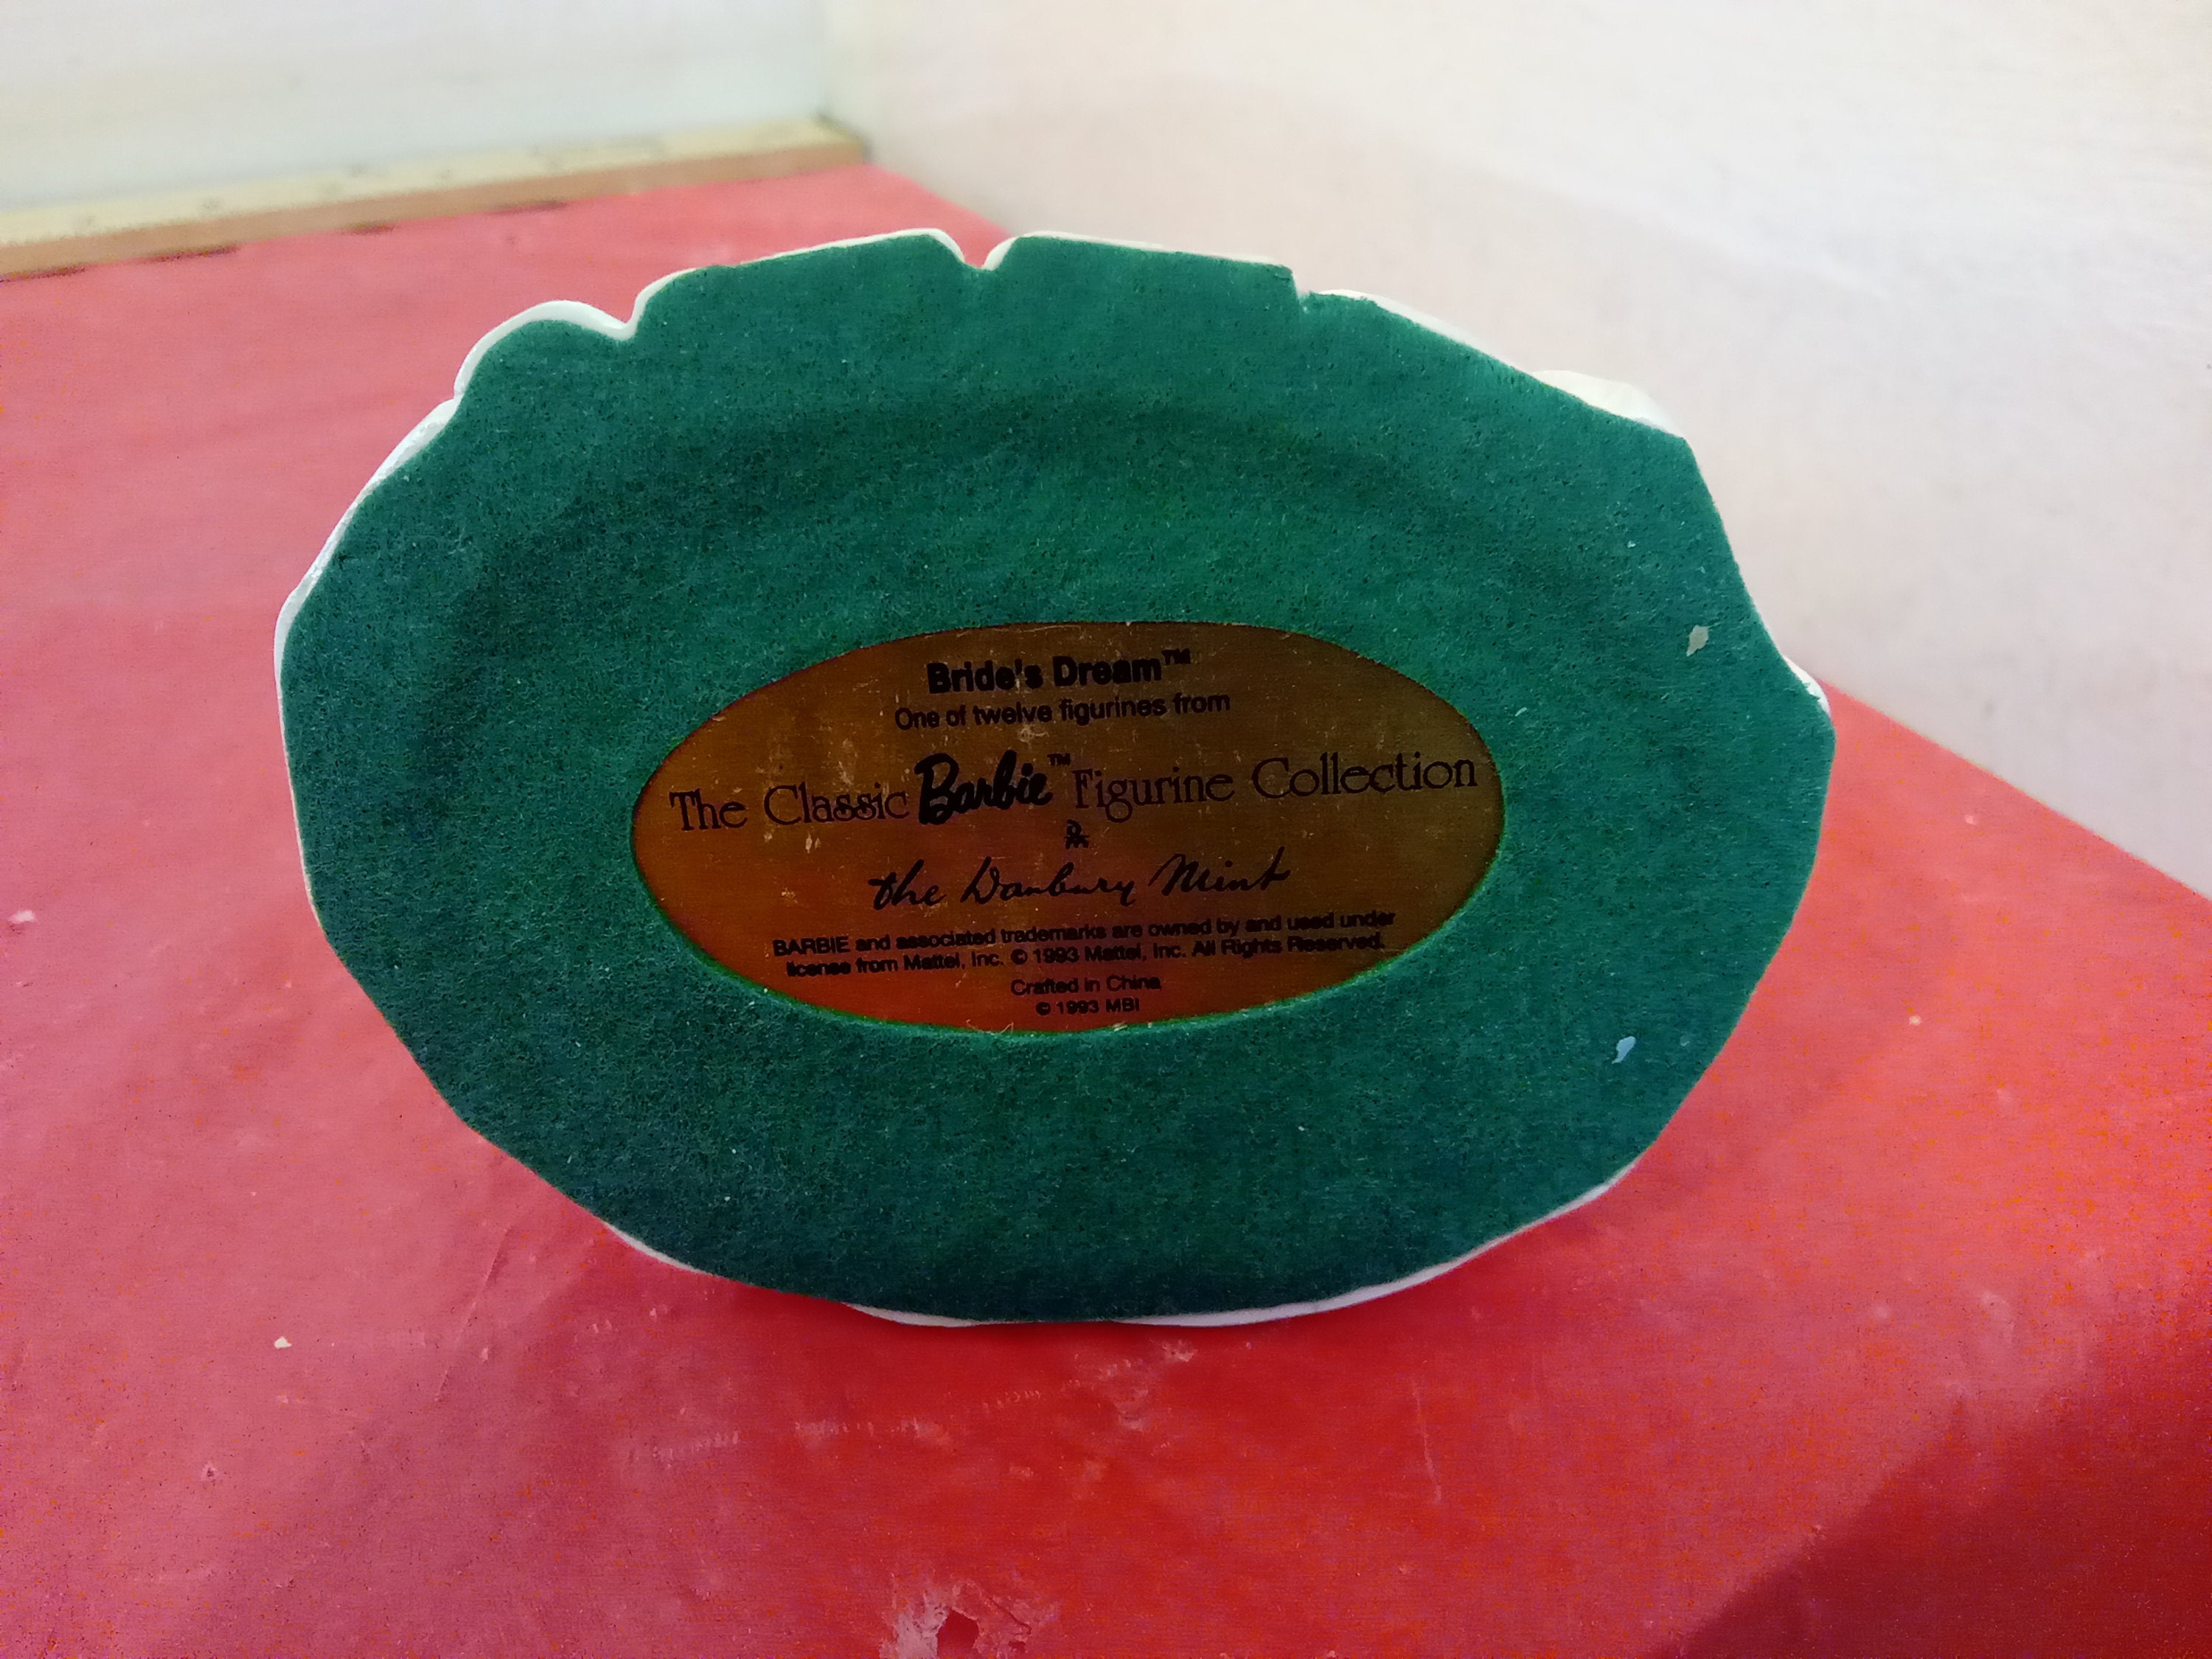 Bride's Dream™
One of twelve figurines from
The Classic Barbie™ Figurine Collection
the Danbury Mint
BARBIE and associated trademarks are owned by and used under
license from Mattel, Inc. © 1993 Mattel, Inc. All Rights Reserved.
Crafted in China
© 1993 MBI